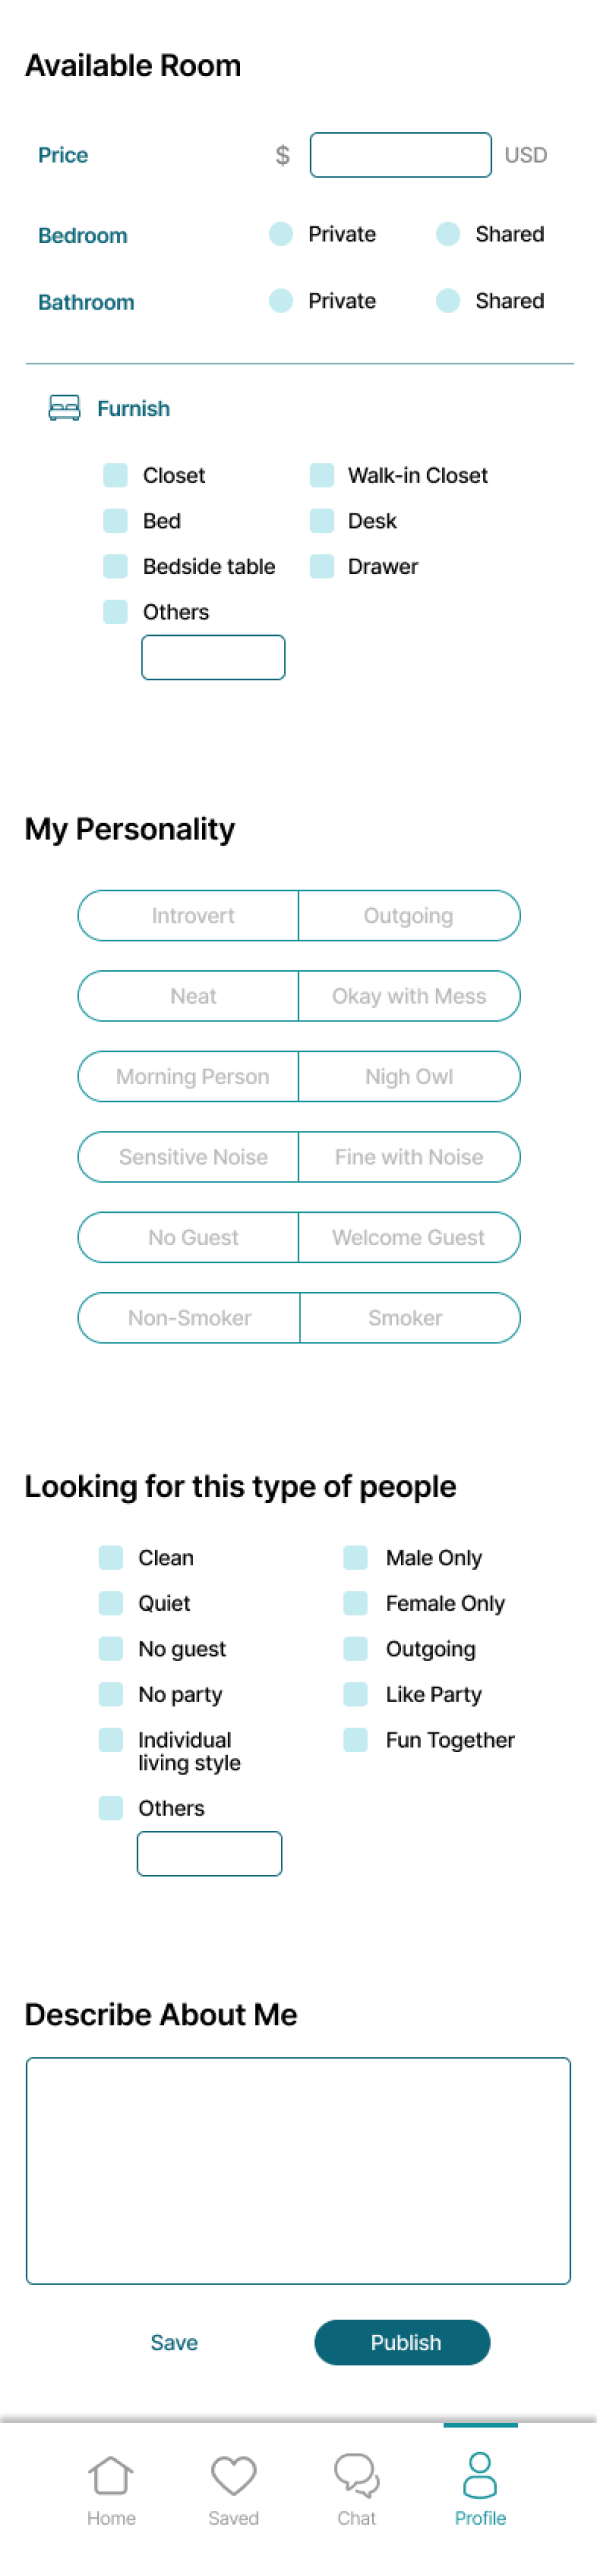 Available Room
Price $ USD
Bedroom Private Shared
Bathroom Private Shared
Furnish
Closet Walk-in Closet
Bed Desk
Bedside table Drawer
Others
My Personality
Introvert Outgoing
Neat Okay with Mess
Morning Person Nigh Owl
Sensitive Noise Fine with Noise
No Guest Welcome Guest
Non-Smoker Smoker
Looking for this type of people
Clean Male Only
Quiet Female Only
No guest Outgoing
No party Like Party
Individual Fun Together
living style
Others
Describe About Me
Save Publish
Home Saved Chat Profile